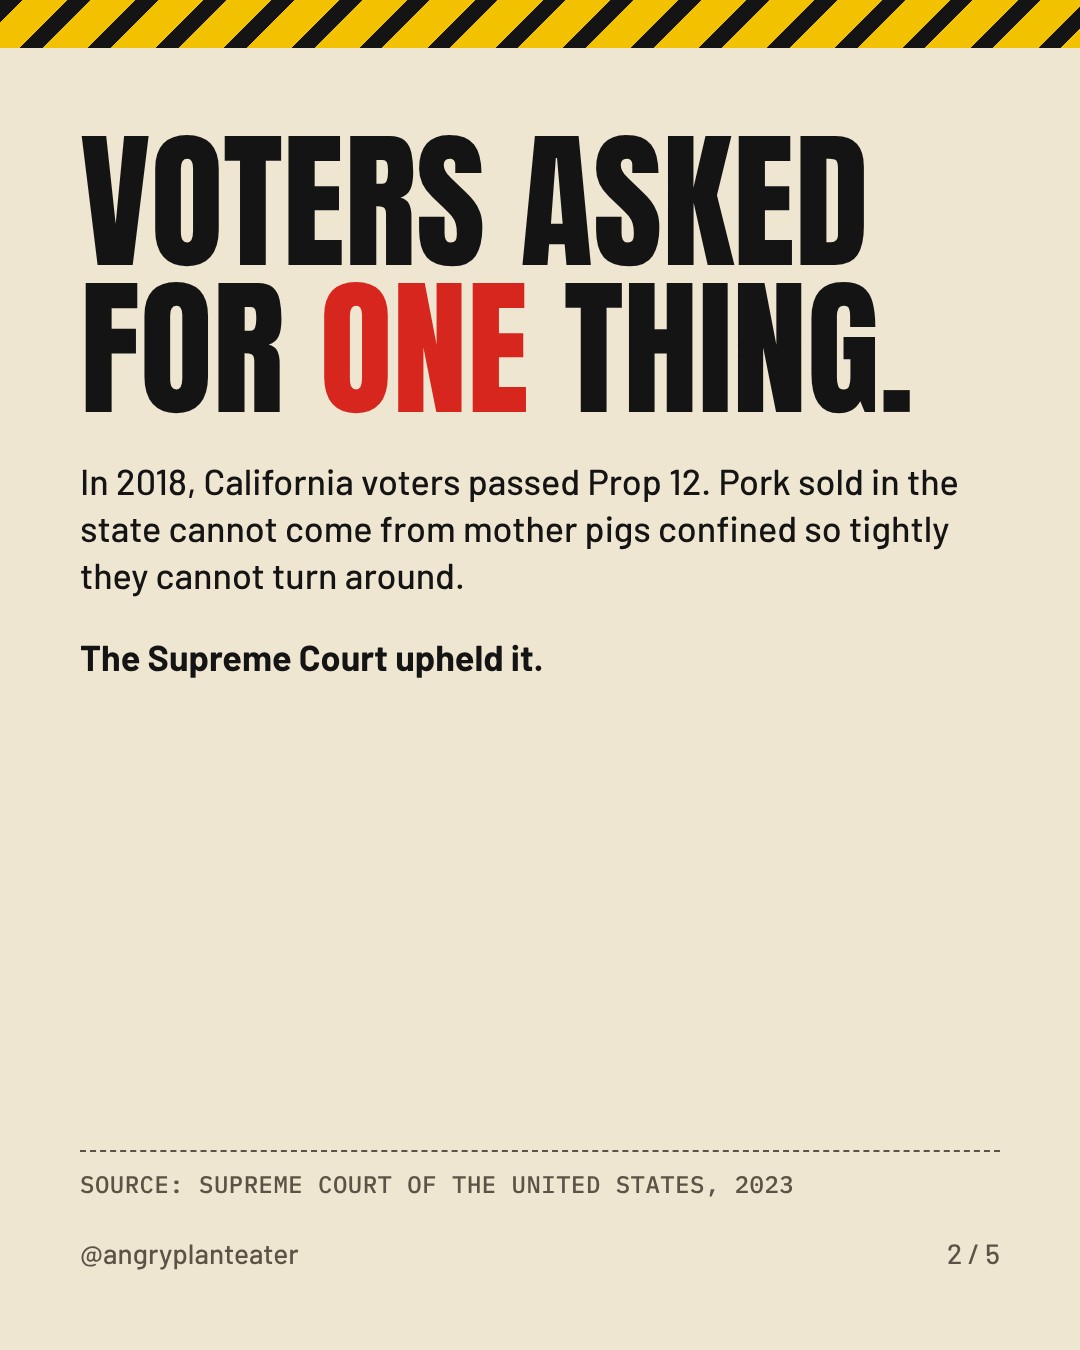 VOTERS ASKED
FOR ONE THING.
In 2018, California voters passed Prop 12. Pork sold in the
state cannot come from mother pigs confined so tightly
they cannot turn around.
The Supreme Court upheld it.
SOURCE: SUPREME COURT OF THE UNITED STATES, 2023
@angryplanteater
2 / 5